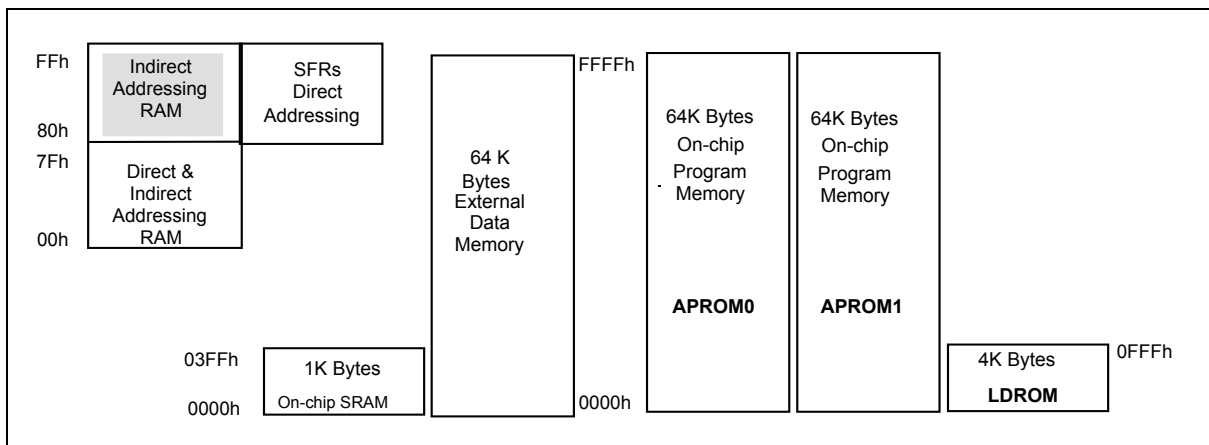 FFh
Indirect
Addressing
RAM
80h
SFRs
Direct
Addressing
7Fh
Direct &
Indirect
Addressing
RAM
00h
03FFh
0000h
1K Bytes
On-chip SRAM
64 K
Bytes
External
Data
Memory
FFFFh
0000h
64K Bytes
On-chip
Program
Memory
APROM0
64K Bytes
On-chip
Program
Memory
APROM1
4K Bytes
LDROM
0FFFh